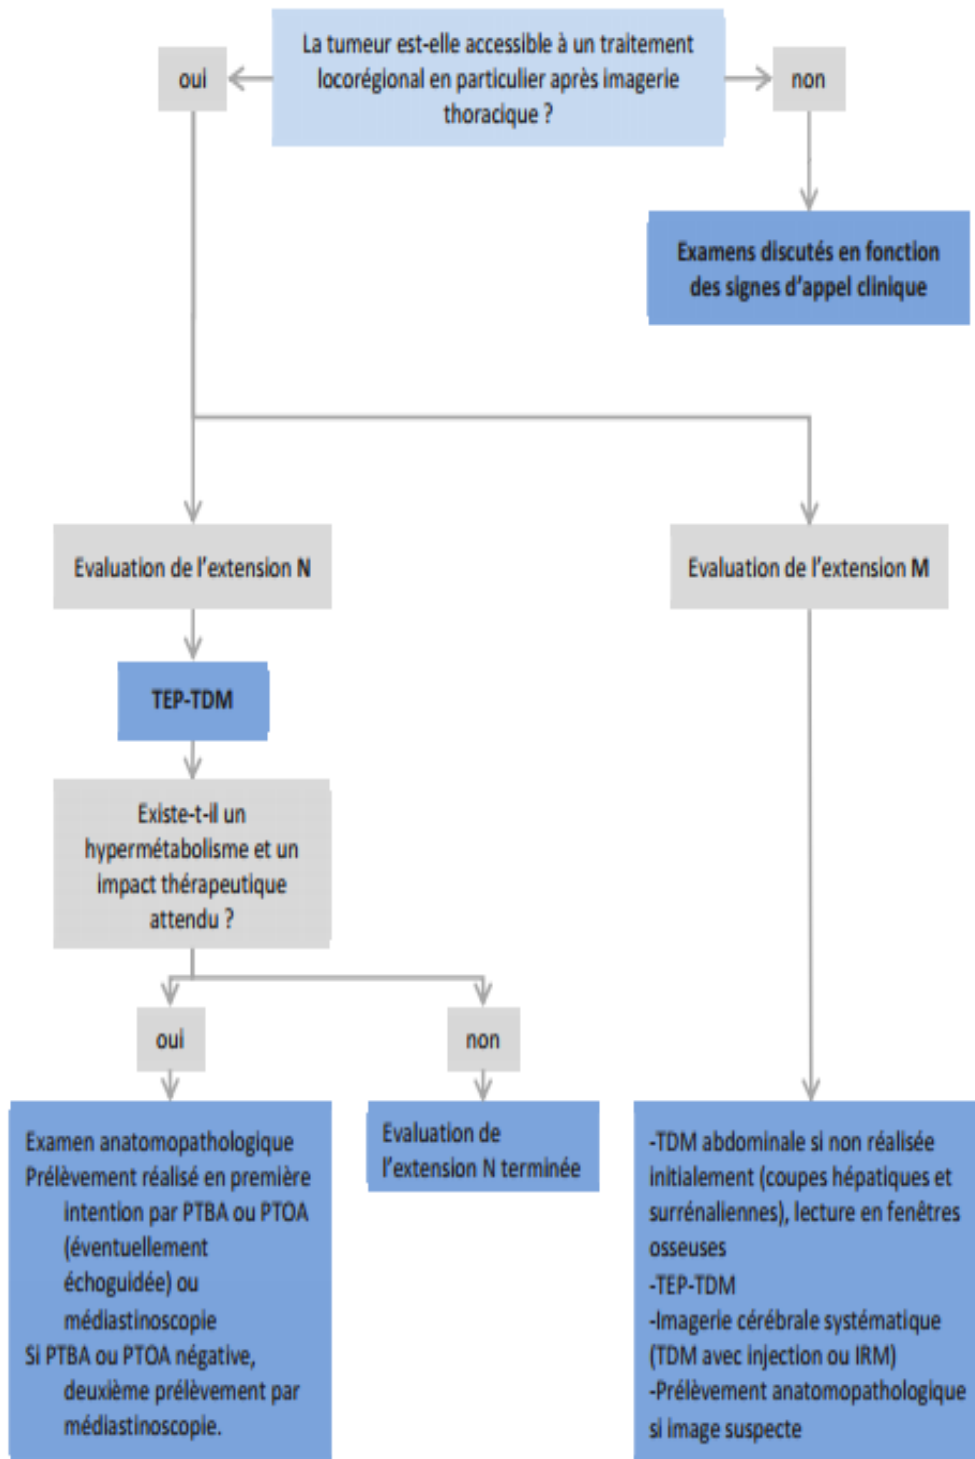 La tumeur est-elle accessible à un traitement
locorégional en particulier après imagerie
thoracique ?
oui
non
Examens discutés en fonction
des signes d'appel clinique
Evaluation de l'extension N
Evaluation de l'extension M
TEP-TDM
Existe-t-il un
hypermétabolisme et un
impact thérapeutique
attendu ?
oui
non
Examen anatomopathologique
Prélèvement réalisé en première
intention par PTBA ou PTOA
(éventuellement
échoguidée) ou
médiastinoscopie
Si PTBA ou PTOA négative,
deuxième prélèvement par
médiastinoscopie.
Evaluation de
l'extension N terminée
-TDM abdominale si non réalisée
initialement (coupes hépatiques et
surrénaliennes), lecture en fenêtres
osseuses
-TEP-TDM
-Imagerie cérébrale systématique
(TDM avec injection ou IRM)
-Prélèvement anatomopathologique
si image suspecte